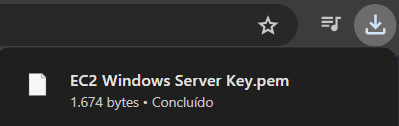 EC2 Windows Server Key.pem
1.674 bytes • Concluído